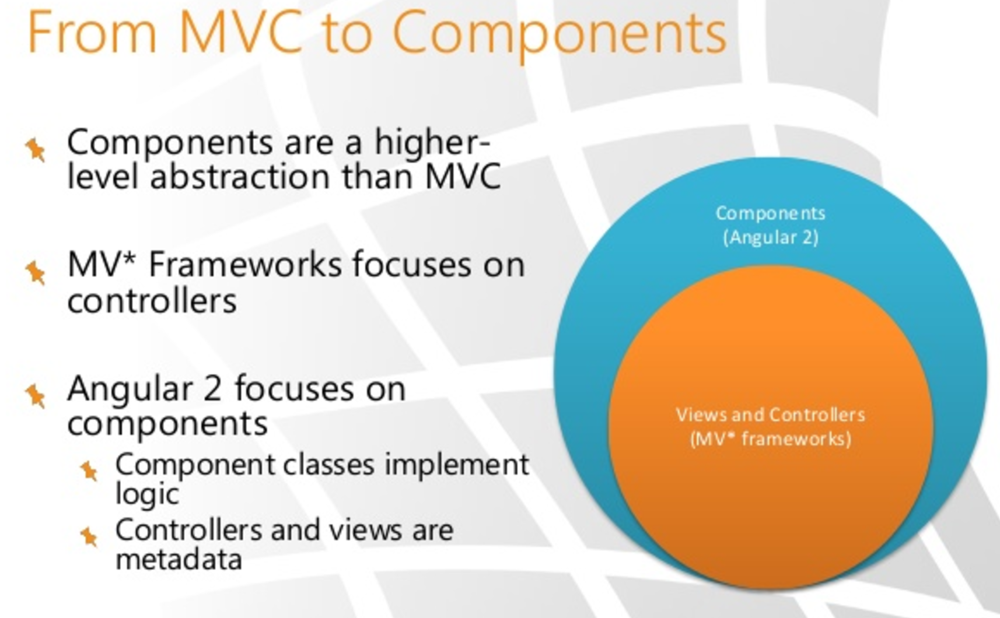 From MVC to Components
Components are a higher-
level abstraction than MVC
MV* Frameworks focuses on
controllers
Angular 2 focuses on
components
Component classes implement
logic
Controllers and views are
metadata
Components
(Angular 2)
Views and Controllers
(MV* frameworks)